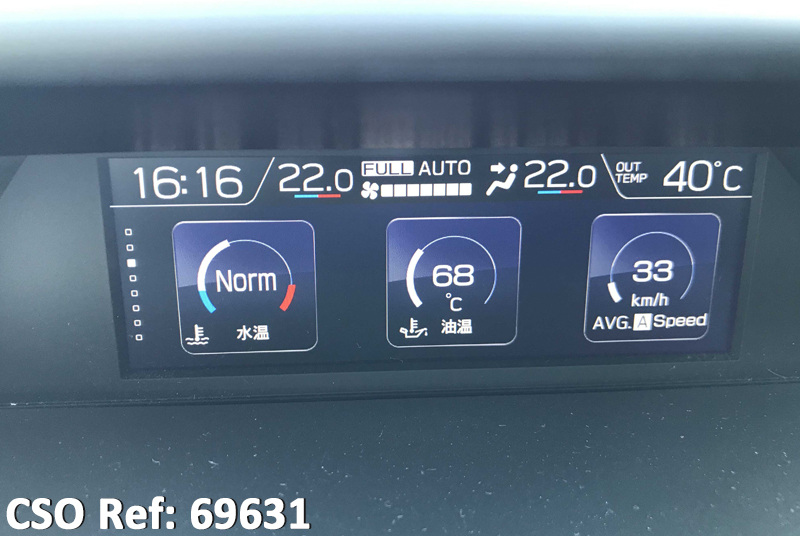 16:16 22.0 FULL AUTO 22.0 OUT TEMP 40°C
Norm
水温
68
°C
油温
33
km/h
AVG. A Speed
CSO Ref: 69631